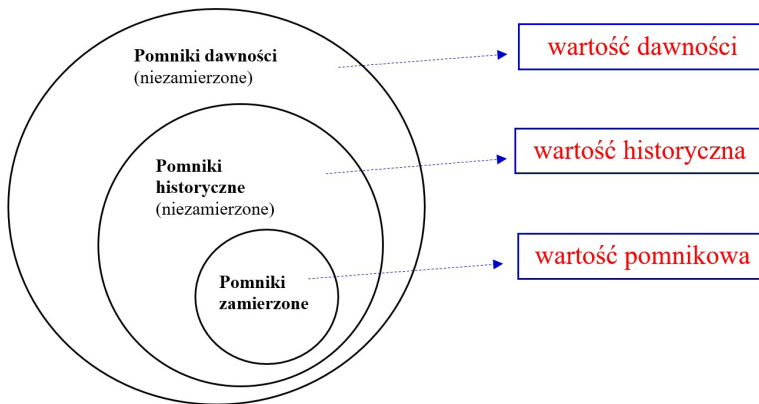 Pomniki dawności
(niezamierzone)
wartość dawności
Pomniki
historyczne
(niezamierzone)
wartość historyczna
Pomniki
zamierzone
wartość pomnikowa